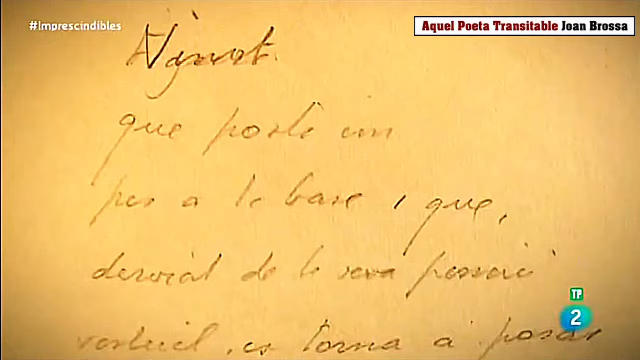 #Imprescindibles
Aquel Poeta Transitable Joan Brossa
Ninot
que porta un
pes a la base i que,
desviat de la seva posició
vertical, es torna a posar
TP
2